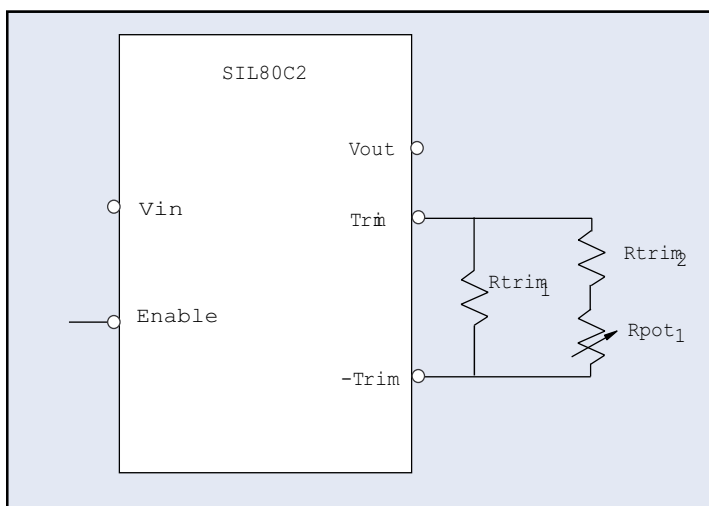 SIL80C2
Vout
Vin
Trim
Rtrim2
Rtrim1
Enable
Rpot1
-Trim